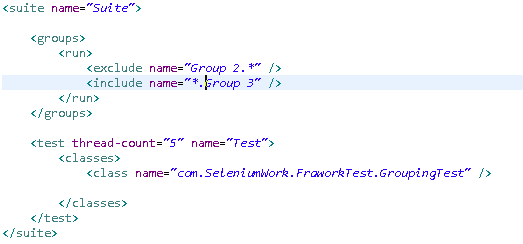 <suite name="Suite">
<groups>
<run>
<exclude name="Group 2.*" />
<include name="*.Group 3" />
</run>
</groups>
<test thread-count="5" name="Test">
<classes>
<class name="com.SeleniumWork.FraworkTest.GroupingTest" />
</classes>
</test>
</suite>